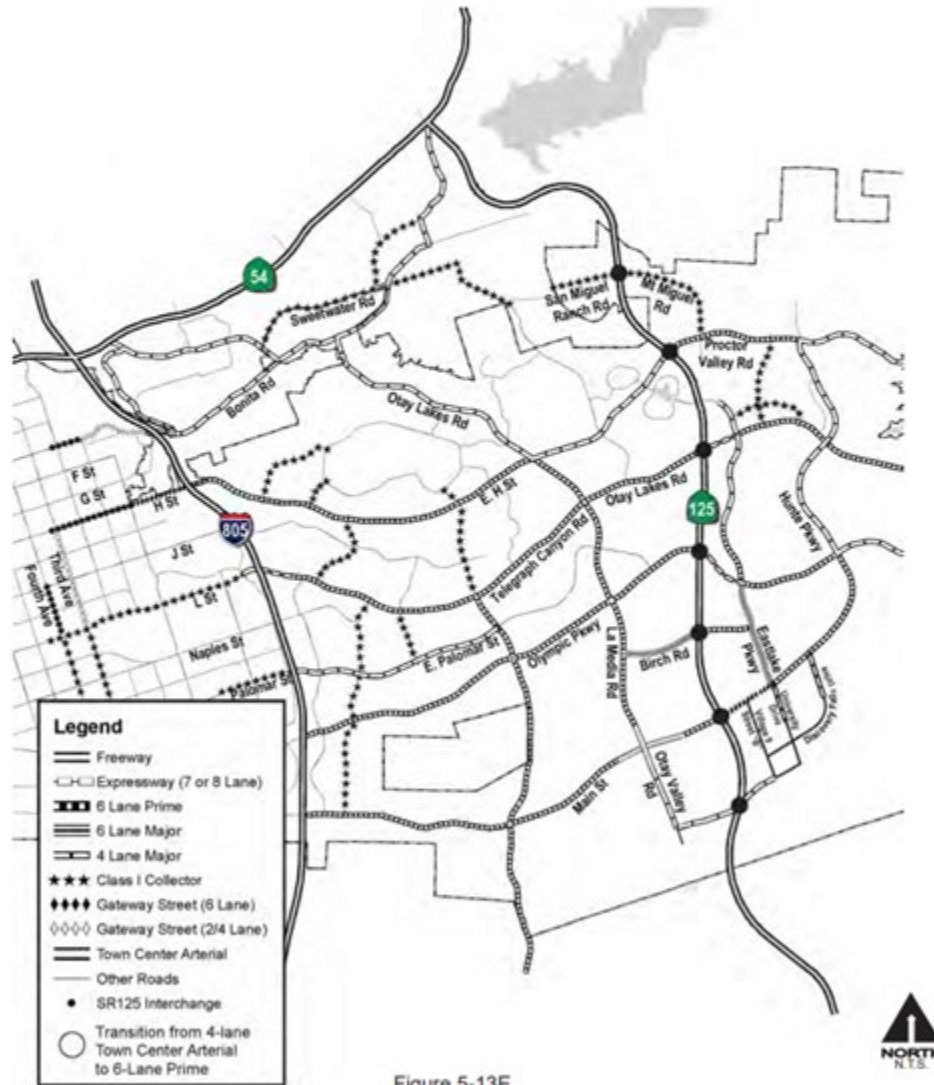 54
Sweetwater Rd
San Miguel
Ranch Rd
Mt Miguel
Rd
Proctor
Valley Rd
Bonita Rd
Otay Lakes Rd
F St
G St
H St
E. H St
Otay Lakes Rd
125
Hunte Pkwy
805
Third Ave
Fourth Ave
J St
L St
Telegraph Canyon Rd
Naples St
E. Palomar St
Olympic Pkwy
La Media Rd
Birch Rd
Eastlake
Pkwy
Palomar St
Otay Valley
Rd
Main St
Legend
Freeway
Expressway (7 or 8 Lane)
6 Lane Prime
6 Lane Major
4 Lane Major
Class I Collector
Gateway Street (6 Lane)
Gateway Street (2/4 Lane)
Town Center Arterial
Other Roads
SR125 Interchange
Transition from 4-lane
Town Center Arterial
to 6-Lane Prime
NORTH
N.T.S.